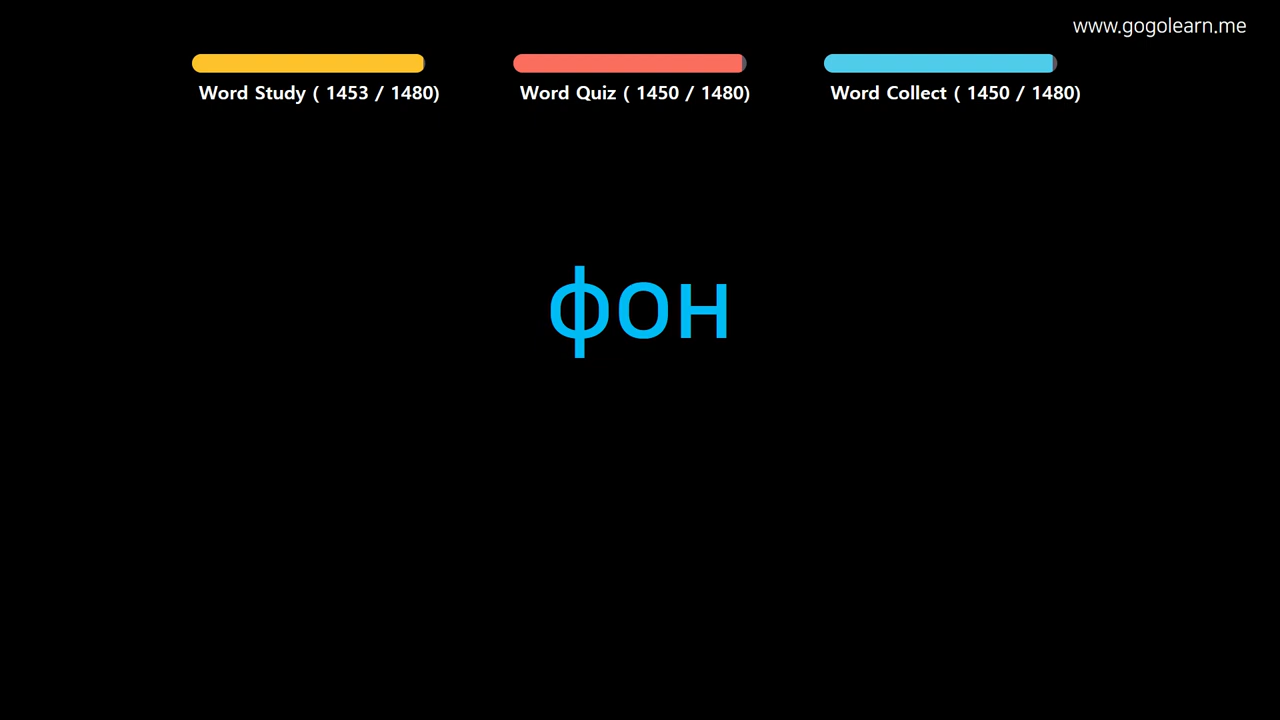 www.gogolearn.me
Word Study ( 1453 / 1480)
Word Quiz ( 1450 / 1480)
Word Collect ( 1450 / 1480)
фон